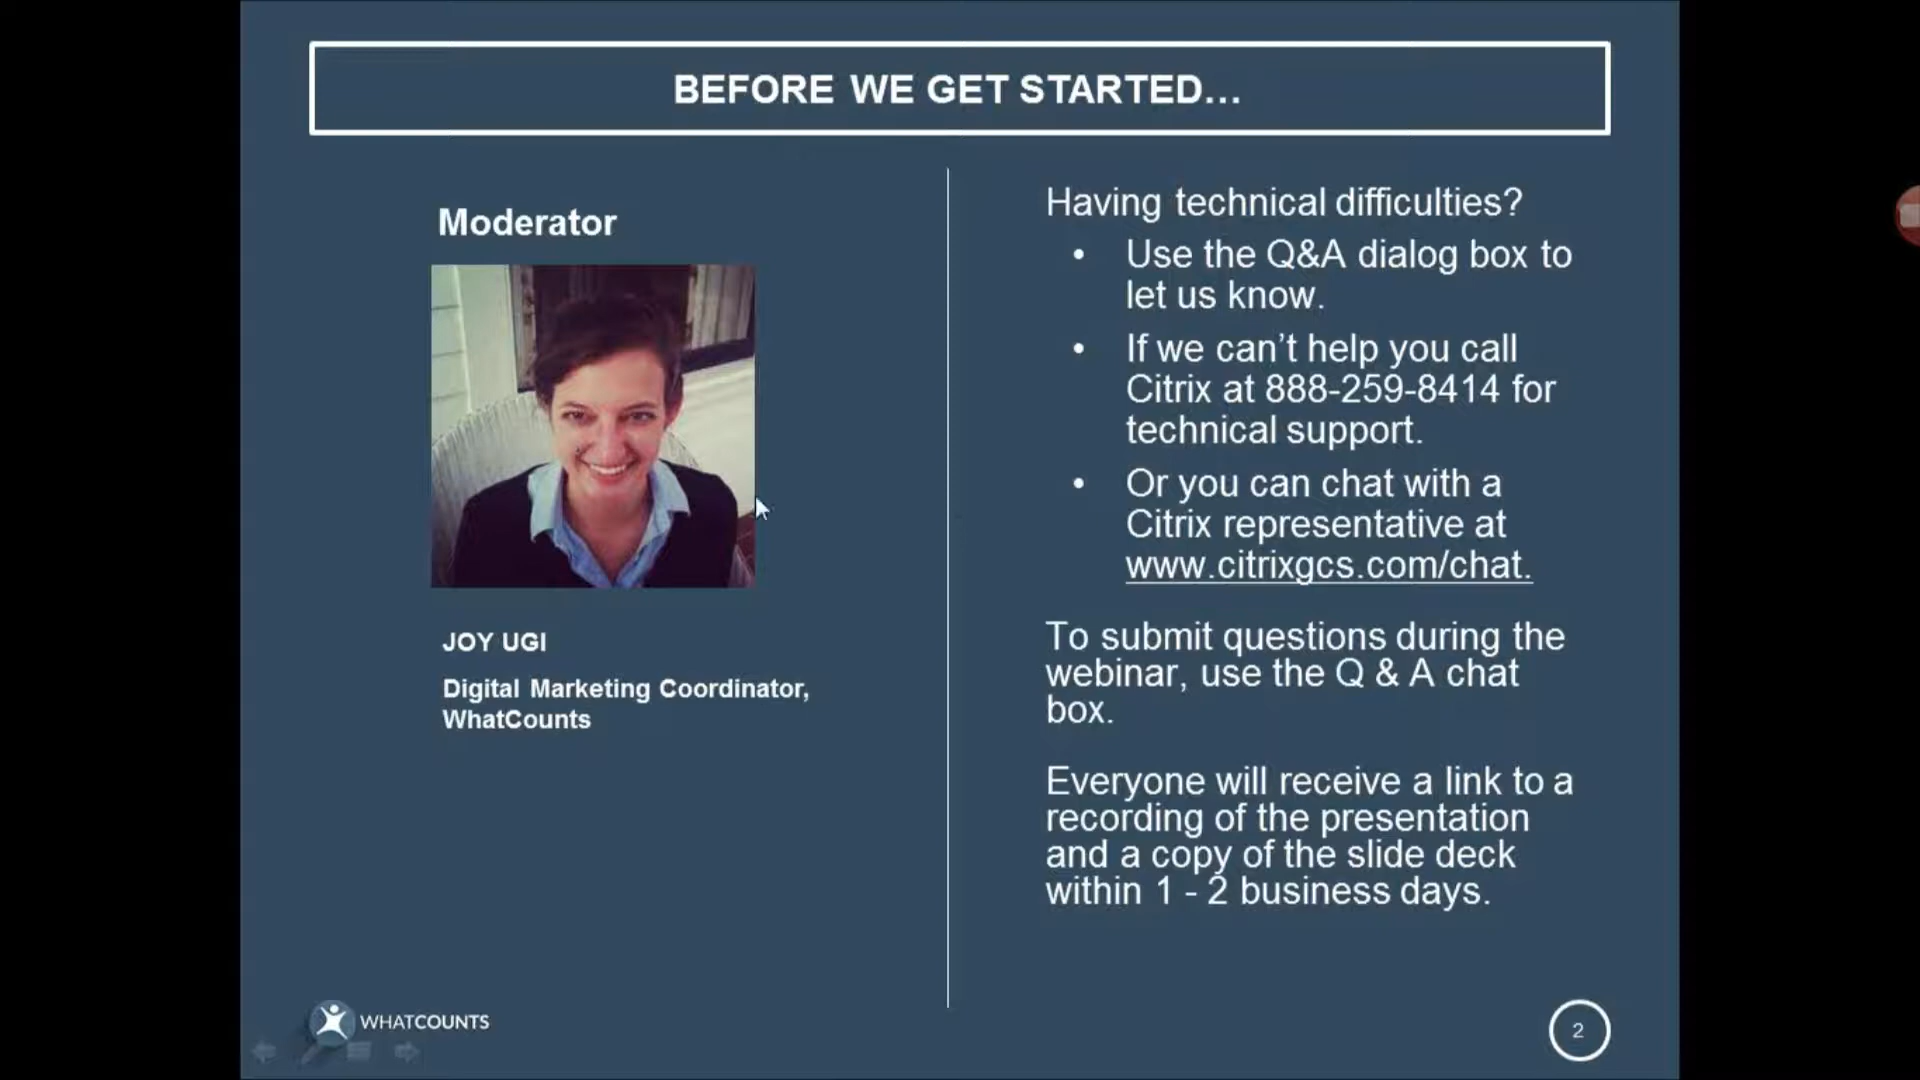 BEFORE WE GET STARTED...
Moderator
JOY UGI
Digital Marketing Coordinator,
WhatCounts
Having technical difficulties?
• Use the Q&A dialog box to
let us know.
• If we can’t help you call
Citrix at 888-259-8414 for
technical support.
• Or you can chat with a
Citrix representative at
www.citrixgcs.com/chat.
To submit questions during the
webinar, use the Q & A chat
box.
Everyone will receive a link to a
recording of the presentation
and a copy of the slide deck
within 1 - 2 business days.
WHATCOUNTS
2